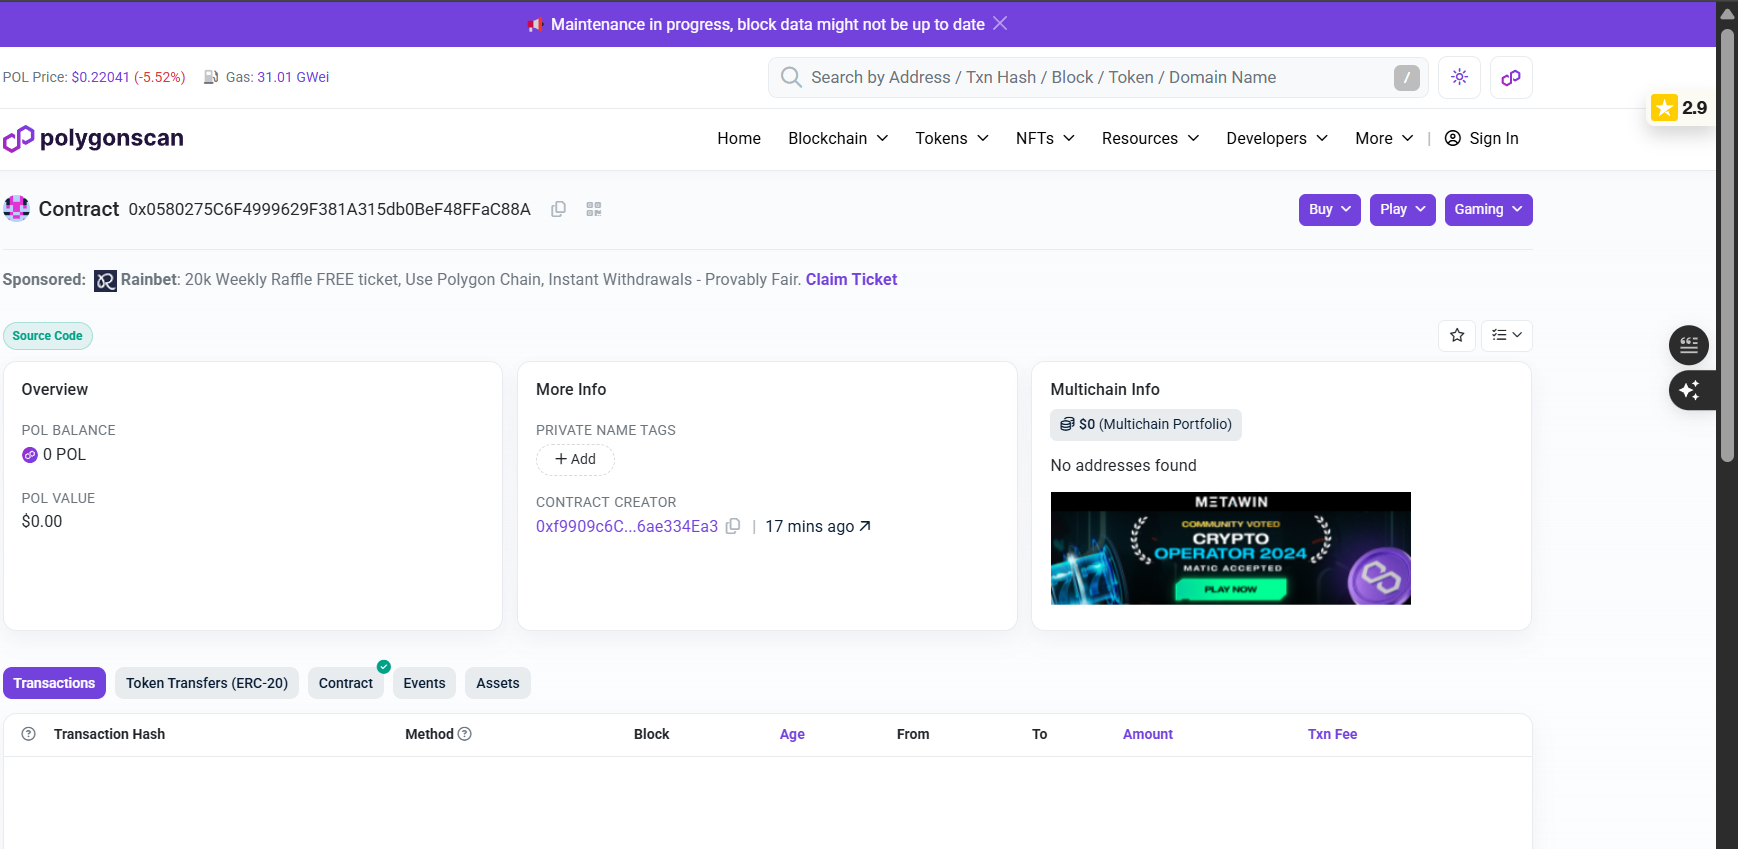 Maintenance in progress, block data might not be up to date
POL Price: $0.22041 (-5.52%) Gas: 31.01 GWei
Search by Address / Txn Hash / Block / Token / Domain Name /
2.9
polygonscan
Home Blockchain Tokens NFTs Resources Developers More | Sign In
Contract 0x0580275C6F4999629F381A315db0BeF48FFaC88A
Buy Play Gaming
Sponsored: Rainbet: 20k Weekly Raffle FREE ticket, Use Polygon Chain, Instant Withdrawals - Provably Fair. Claim Ticket
Source Code
Overview
POL BALANCE
0 POL
POL VALUE
$0.00
More Info
PRIVATE NAME TAGS
+ Add
CONTRACT CREATOR
0xf9909c6C...6ae334Ea3 | 17 mins ago
Multichain Info
$0 (Multichain Portfolio)
No addresses found
METAWIN
COMMUNITY VOTED
CRYPTO
OPERATOR 2024
MATIC ACCEPTED
PLAY NOW
Transactions Token Transfers (ERC-20) Contract Events Assets
Transaction Hash Method Block Age From To Amount Txn Fee